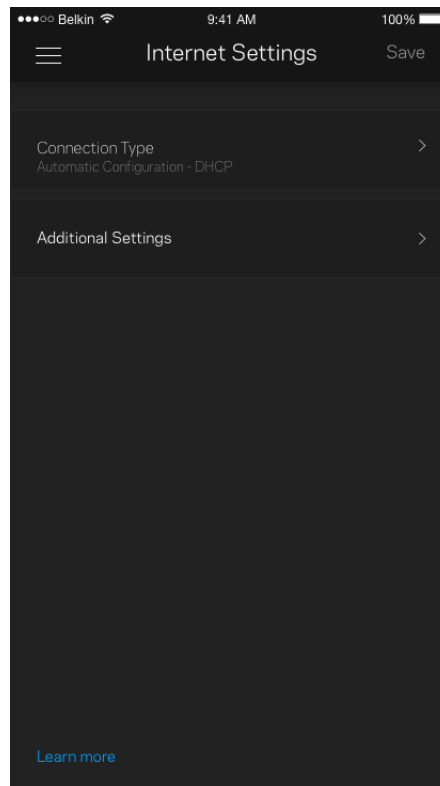 Belkin 9:41 AM 100%
Internet Settings Save
Connection Type
Automatic Configuration - DHCP
Additional Settings
Learn more